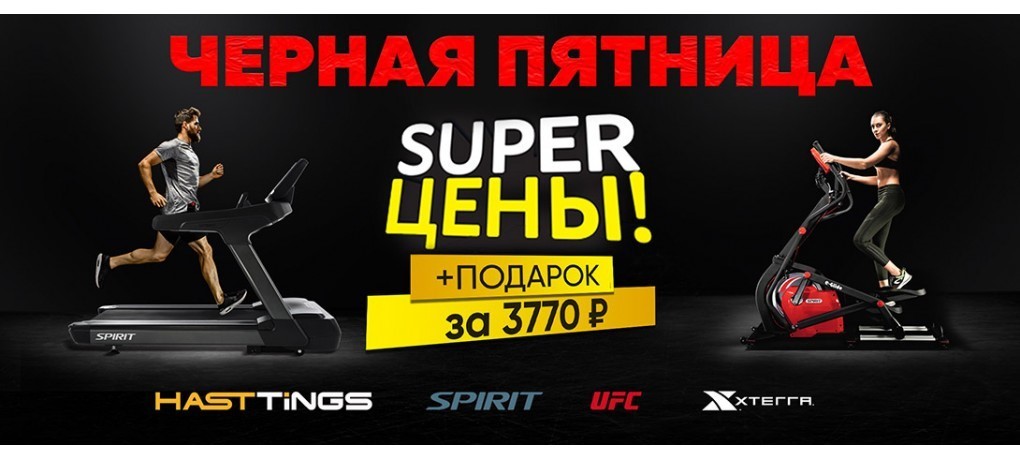 ЧЕРНАЯ ПЯТНИЦА
SUPER
ЦЕНЫ!
+ПОДАРОК
за 3770 ₽
SPIRIT
HASTTINGS
SPIRIT
UFC
XTERRA